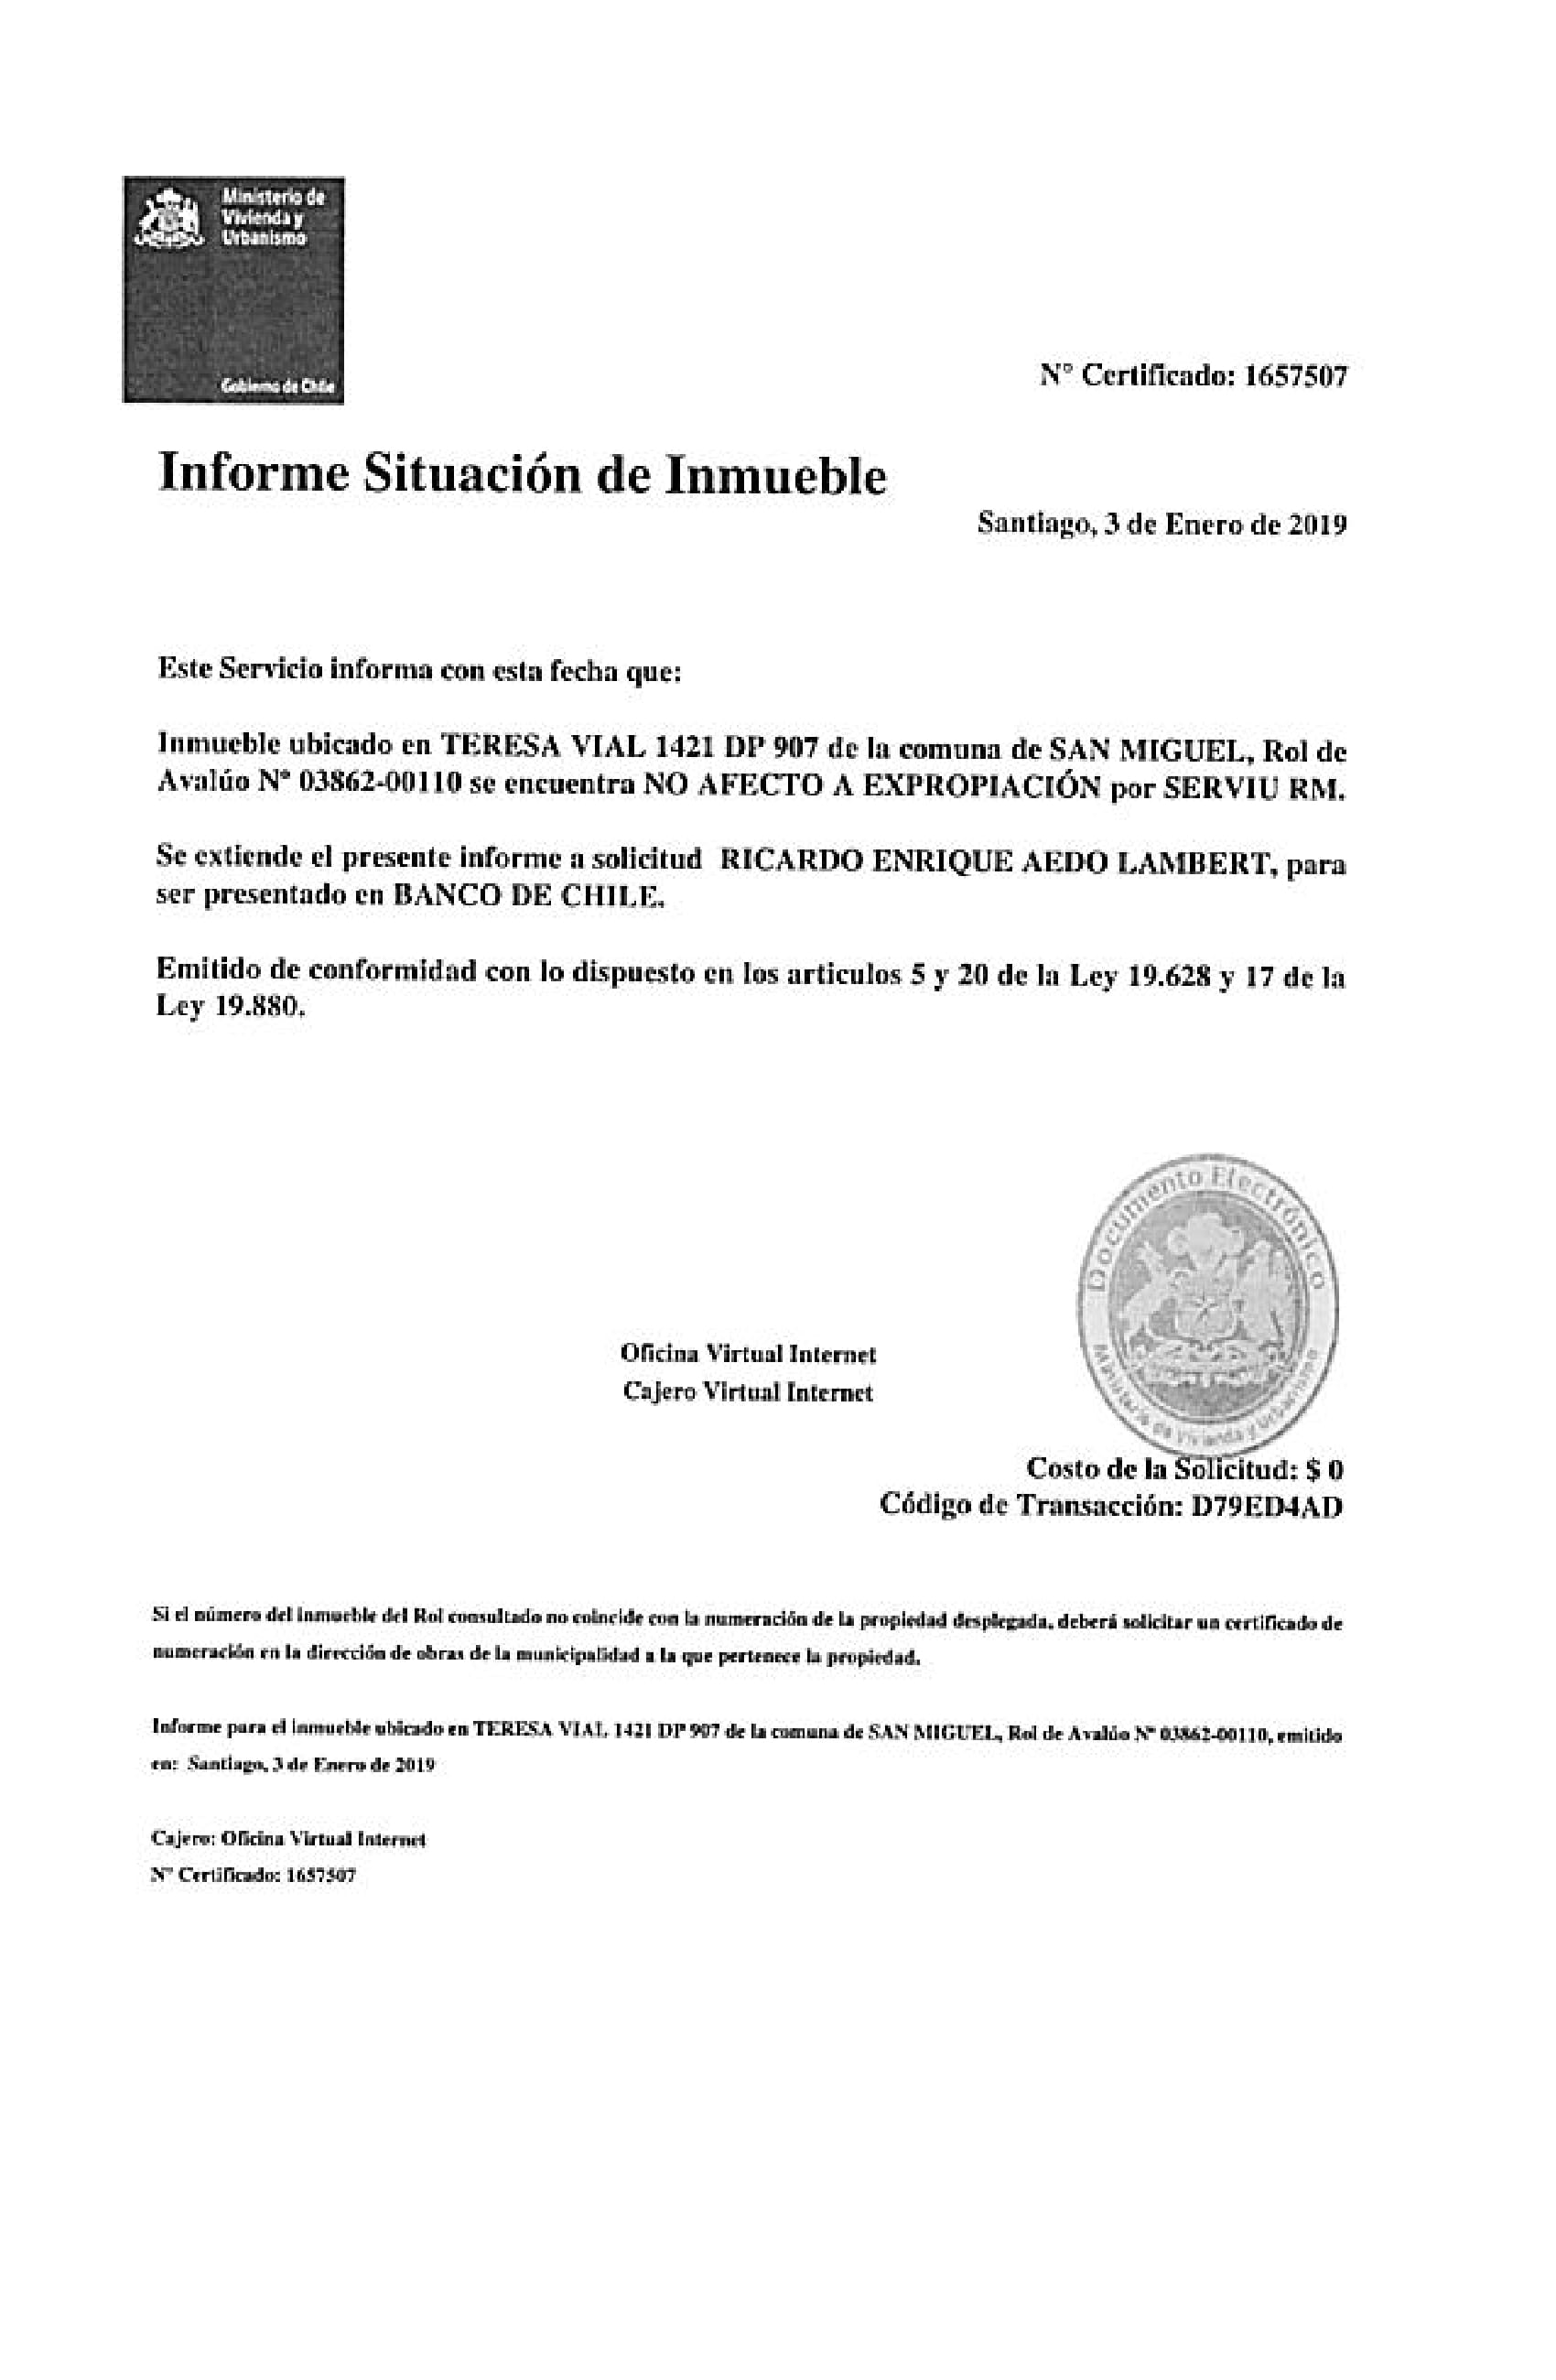 Ministerio de
Vivienda y
Urbanismo
Gobierno de Chile
N° Certificado: 1657507
Informe Situación de Inmueble
Santiago, 3 de Enero de 2019
Este Servicio informa con esta fecha que:
Inmueble ubicado en TERESA VIAL 1421 DP 907 de la comuna de SAN MIGUEL, Rol de
Avalúo N° 03862-00110 se encuentra NO AFECTO A EXPROPIACIÓN por SERVIU RM.
Se extiende el presente informe a solicitud RICARDO ENRIQUE AEDO LAMBERT, para
ser presentado en BANCO DE CHILE.
Emitido de conformidad con lo dispuesto en los articulos 5 y 20 de la Ley 19.628 y 17 de la
Ley 19.880.
Documento Electrónico
Ministerio de Vivienda y Urbanismo
Oficina Virtual Internet
Cajero Virtual Internet
Costo de la Solicitud: $ 0
Código de Transacción: D79ED4AD
Si el número del inmueble del Rol consultado no coincide con la numeración de la propiedad desplegada, deberá solicitar un certificado de
numeración en la dirección de obras de la municipalidad a la que pertenece la propiedad.
Informe para el inmueble ubicado en TERESA VIAL 1421 DP 907 de la comuna de SAN MIGUEL, Rol de Avalúo N° 03862-00110, emitido
en: Santiago, 3 de Enero de 2019
Cajero: Oficina Virtual Internet
N° Certificado: 1657507